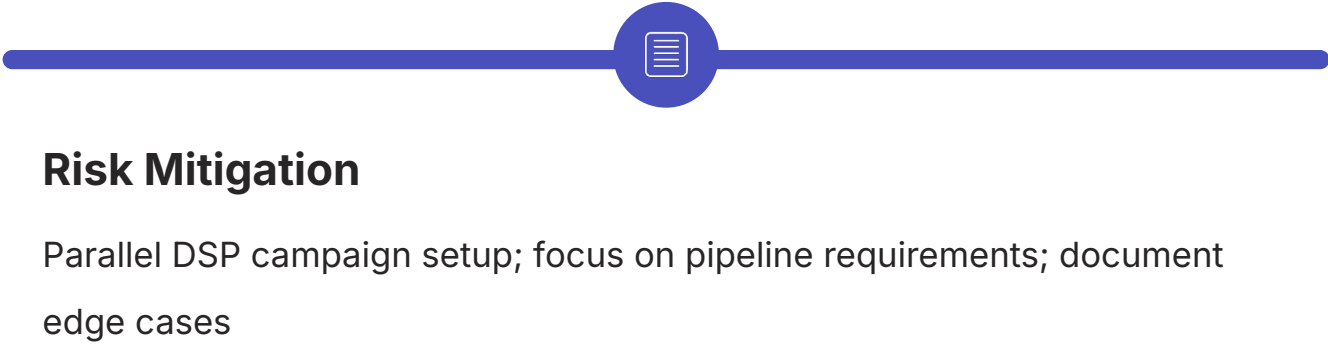 Risk Mitigation
Parallel DSP campaign setup; focus on pipeline requirements; document
edge cases